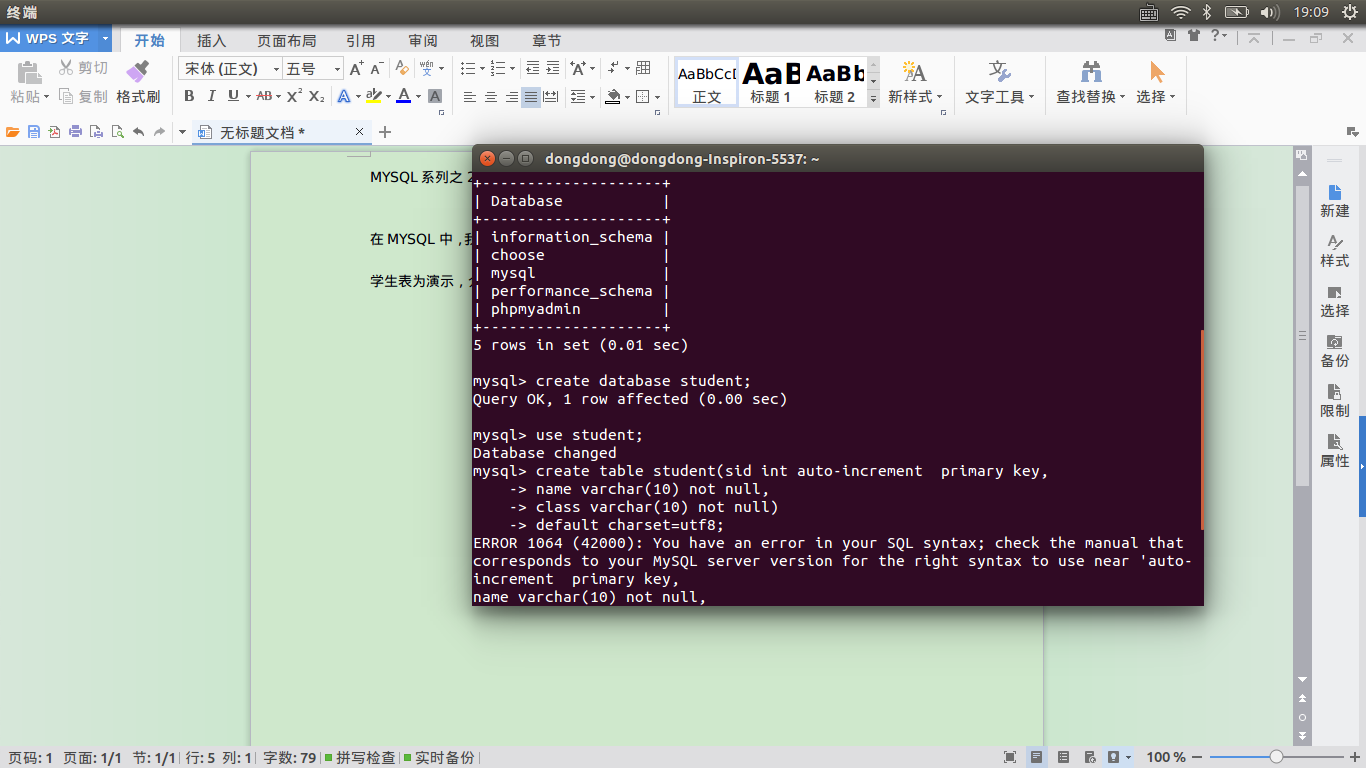 终端
19:09
WPS 文字
开始 插入 页面布局 引用 审阅 视图 章节
粘贴 剪切 复制 格式刷
宋体 (正文) 五号
AaBbCcD 正文
AaB 标题 1
AaBb 标题 2
新样式 文字工具 查找替换 选择
无标题文档 *
MYSQL 系列之 2
在 MYSQL 中，我
学生表为演示，
dongdong@dongdong-Inspiron-5537: ~
+--------------------+
| Database           |
+--------------------+
| information_schema |
| choose             |
| mysql              |
| performance_schema |
| phpmyadmin         |
+--------------------+
5 rows in set (0.01 sec)
mysql> create database student;
Query OK, 1 row affected (0.00 sec)
mysql> use student;
Database changed
mysql> create table student(sid int auto-increment  primary key,
    -> name varchar(10) not null,
    -> class varchar(10) not null)
    -> default charset=utf8;
ERROR 1064 (42000): You have an error in your SQL syntax; check the manual that
corresponds to your MySQL server version for the right syntax to use near 'auto-
increment  primary key,
name varchar(10) not null,
新建
样式
选择
备份
限制
属性
页码: 1 页面: 1/1 节: 1/1 行: 5 列: 1 字数: 79 拼写检查 实时备份
100 %